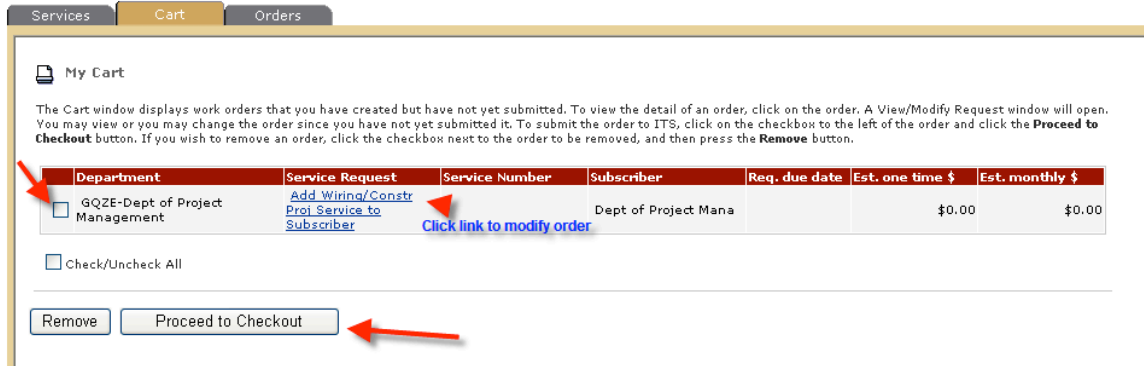 Services Cart Orders
My Cart
The Cart window displays work orders that you have created but have not yet submitted. To view the detail of an order, click on the order. A View/Modify Request window will open.
You may view or you may change the order since you have not yet submitted it. To submit the order to ITS, click on the checkbox to the left of the order and click the Proceed to
Checkout button. If you wish to remove an order, click the checkbox next to the order to be removed, and then press the Remove button.
Department Service Request Service Number Subscriber Req. due date Est. one time $ Est. monthly $
GQZE-Dept of Project
Management
Add Wiring/Constr
Proj Service to
Subscriber
Click link to modify order
Dept of Project Mana
$0.00
$0.00
Check/Uncheck All
Remove Proceed to Checkout